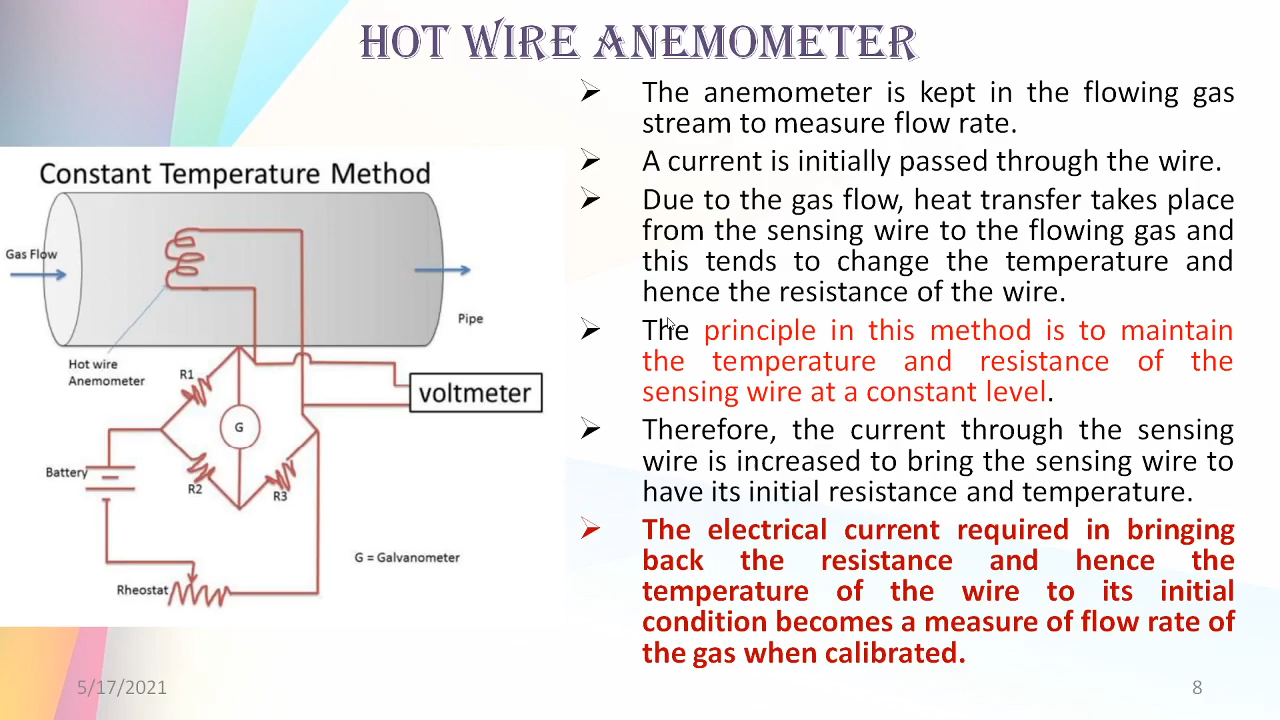 HOT WIRE ANEMOMETER
Constant Temperature Method
Gas Flow
Pipe
Hot wire
Anemometer
R1
voltmeter
G
Battery
R2
R3
G = Galvanometer
Rheostat
The anemometer is kept in the flowing gas
stream to measure flow rate.
A current is initially passed through the wire.
Due to the gas flow, heat transfer takes place
from the sensing wire to the flowing gas and
this tends to change the temperature and
hence the resistance of the wire.
The principle in this method is to maintain
the temperature and resistance of the
sensing wire at a constant level.
Therefore, the current through the sensing
wire is increased to bring the sensing wire to
have its initial resistance and temperature.
The electrical current required in bringing
back the resistance and hence the
temperature of the wire to its initial
condition becomes a measure of flow rate of
the gas when calibrated.
5/17/2021
8